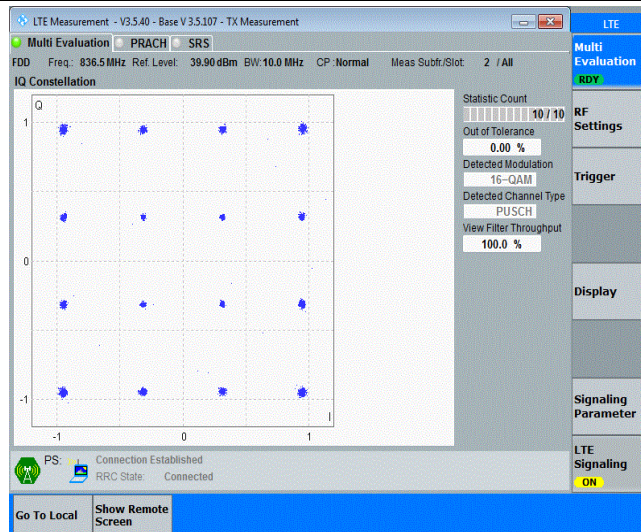 LTE Measurement - V3.5.40 - Base V 3.5.107 - TX Measurement
LTE
Multi Evaluation PRACH SRS
FDD Freq.: 836.5 MHz Ref. Level: 39.90 dBm BW: 10.0 MHz CP : Normal Meas Subfr./Slot: 2 / All
IQ Constellation
Q
1
0
-1
-1 0 1
I
Statistic Count
10 / 10
Out of Tolerance
0.00 %
Detected Modulation
16-QAM
Detected Channel Type
PUSCH
View Filter Throughput
100.0 %
PS: Connection Established
RRC State: Connected
Multi
Evaluation
RDY
RF
Settings
Trigger
Display
Signaling
Parameter
LTE
Signaling
ON
Go To Local
Show Remote
Screen